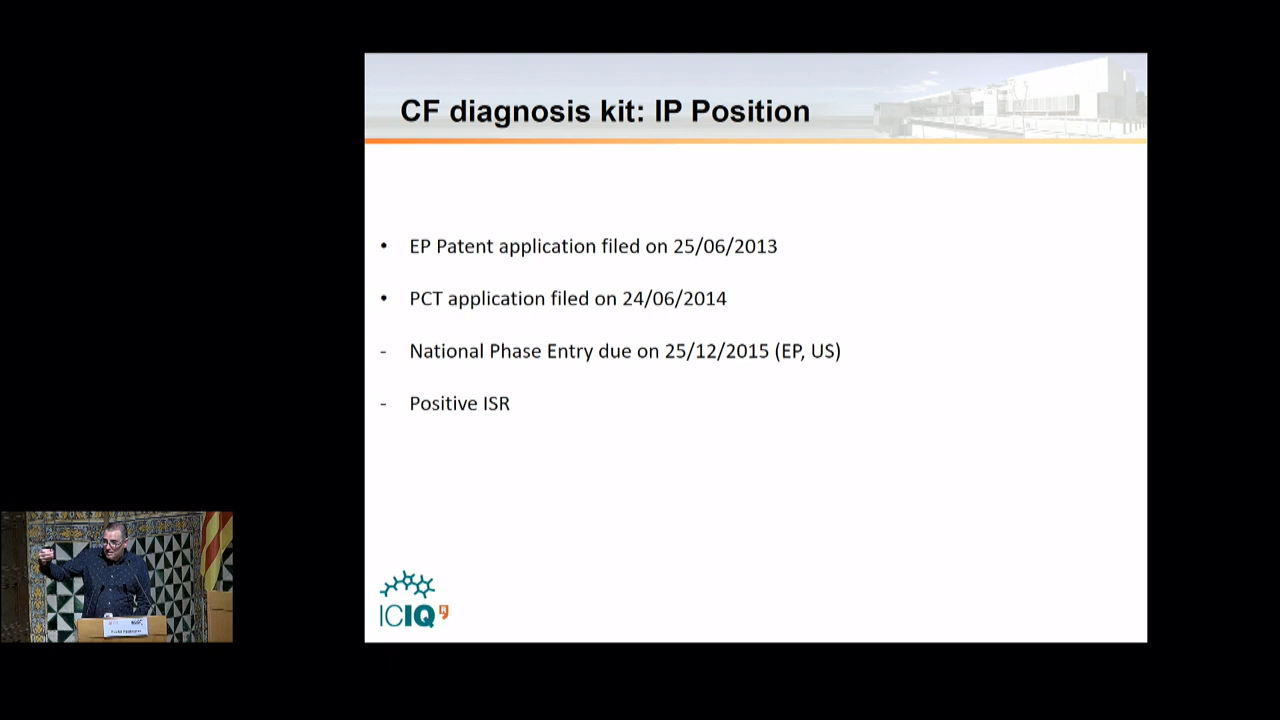 CF diagnosis kit: IP Position
• EP Patent application filed on 25/06/2013
• PCT application filed on 24/06/2014
- National Phase Entry due on 25/12/2015 (EP, US)
- Positive ISR
ICIQ
R